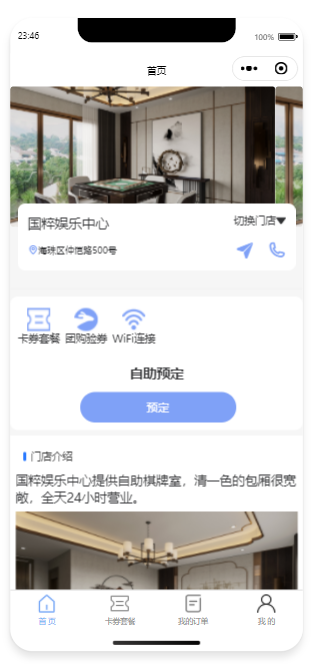 23:46
100%
首页
国粹娱乐中心
切换门店
海珠区仲恺路500号
卡券套餐 团购验券 WiFi连接
自助预定
预定
门店介绍
国粹娱乐中心提供自助棋牌室，清一色的包厢很宽
敞，全天24小时营业。
首页 卡券套餐 我的订单 我的